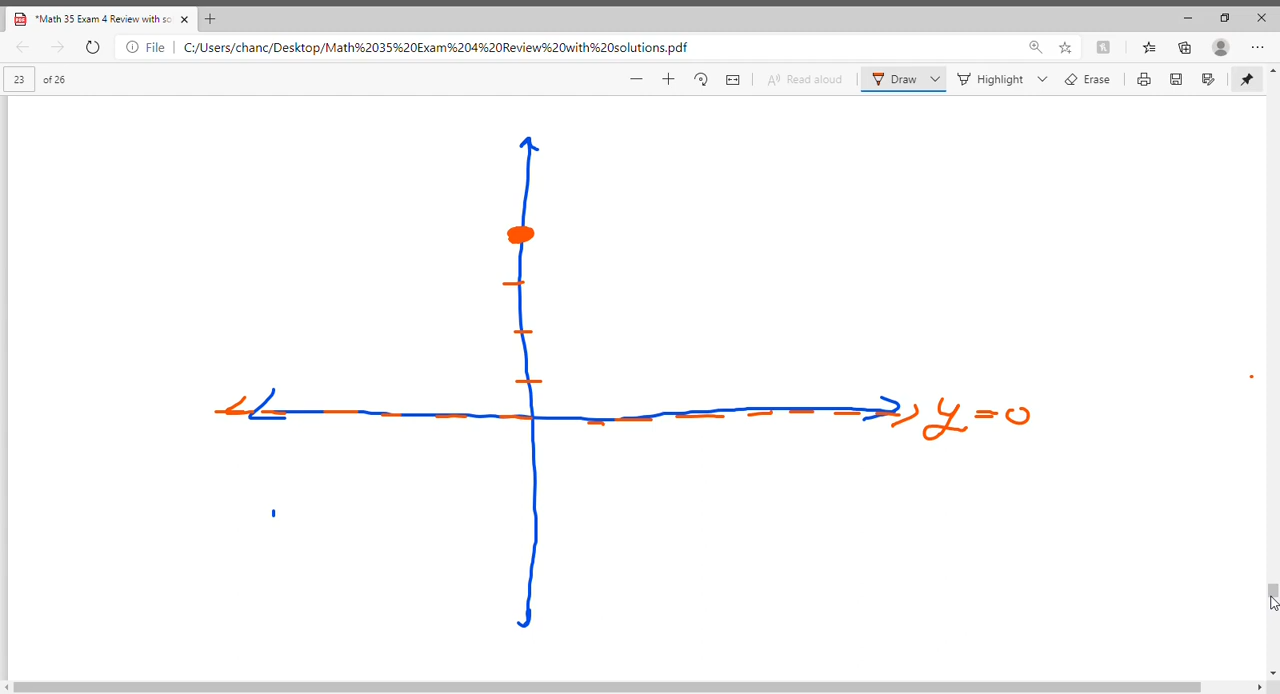 *Math 35 Exam 4 Review with so
File C:/Users/chanc/Desktop/Math%2035%20Exam%204%20Review%20with%20solutions.pdf
23 of 26 Read aloud Draw Highlight Erase
y = 0